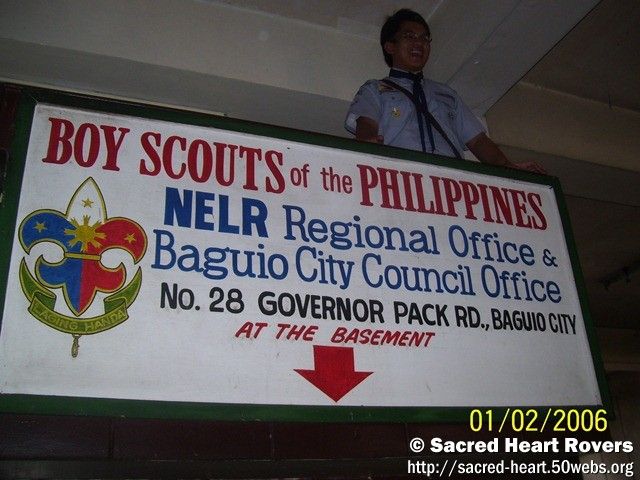 BOY SCOUTS of the PHILIPPINES
NELR Regional Office &
Baguio City Council Office
No. 28 GOVERNOR PACK RD., BAGUIO CITY
AT THE BASEMENT
LAGING HANDA
01/02/2006
© Sacred Heart Rovers
http://sacred-heart.50webs.org